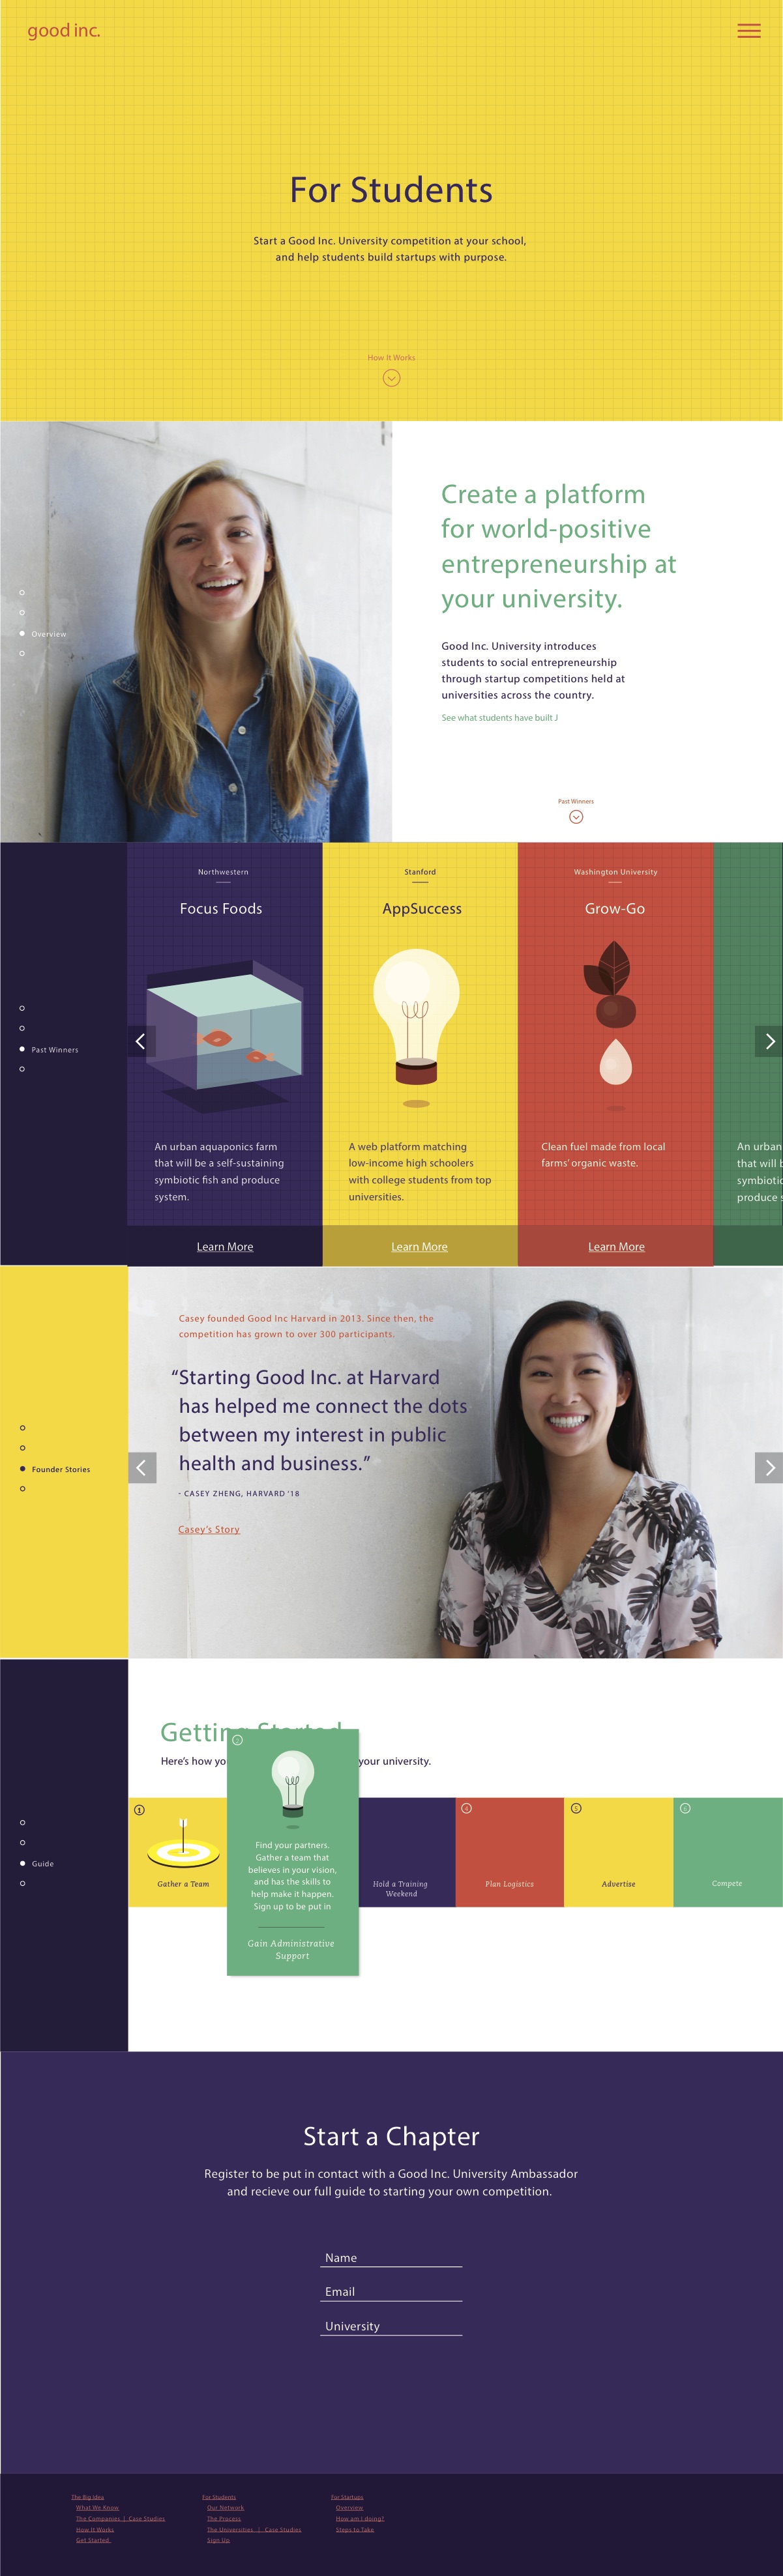 good inc.
For Students
Start a Good Inc. University competition at your school,
and help students build startups with purpose.
How It Works
Overview
Create a platform
for world-positive
entrepreneurship at
your university.
Good Inc. University introduces
students to social entrepreneurship
through startup competitions held at
universities across the country.
See what students have built J
Past Winners
Past Winners
Northwestern
Focus Foods
An urban aquaponics farm
that will be a self-sustaining
symbiotic fish and produce
system.
Learn More
Stanford
AppSuccess
A web platform matching
low-income high schoolers
with college students from top
universities.
Learn More
Washington University
Grow-Go
Clean fuel made from local
farms' organic waste.
Learn More
An urban
that will b
symbiotic
produce s
Founder Stories
Casey founded Good Inc Harvard in 2013. Since then, the
competition has grown to over 300 participants.
“Starting Good Inc. at Harvard
has helped me connect the dots
between my interest in public
health and business.”
- CASEY ZHENG, HARVARD '18
Casey's Story
Guide
Getting Started
Here's how yo
your university.
1
Gather a Team
2
Find your partners.
Gather a team that
believes in your vision,
and has the skills to
help make it happen.
Sign up to be put in
Gain Administrative
Support
Hold a Training
Weekend
4
Plan Logistics
5
Advertise
6
Compete
Start a Chapter
Register to be put in contact with a Good Inc. University Ambassador
and recieve our full guide to starting your own competition.
Name
Email
University
The Big Idea
What We Know
The Companies | Case Studies
How It Works
Get Started
For Students
Our Network
The Process
The Universities | Case Studies
Sign Up
For Startups
Overview
How am I doing?
Steps to Take